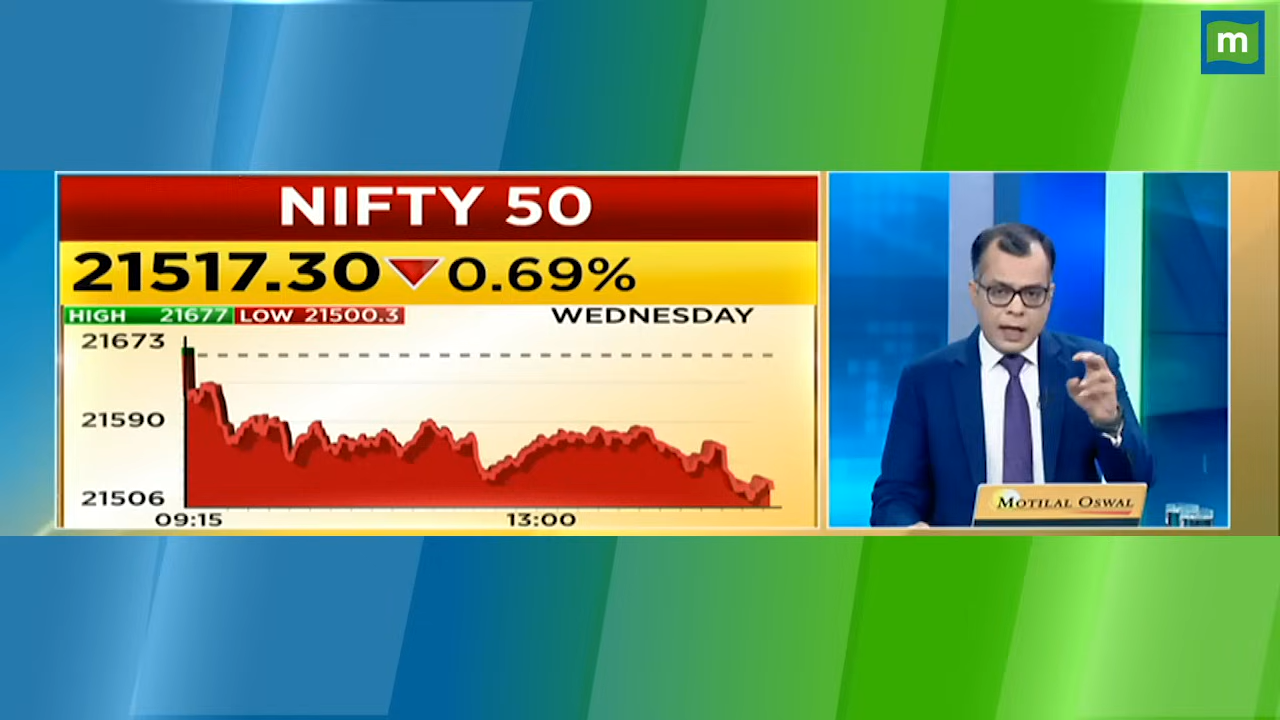 m
NIFTY 50
21517.30 0.69%
HIGH 21677 LOW 21500.3 WEDNESDAY
21673
21590
21506
09:15 13:00
MOTILAL OSWAL